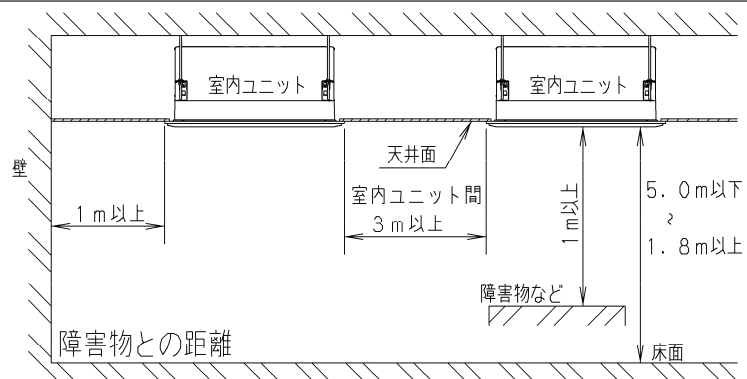 室内ユニット
室内ユニット
天井面
壁
1m以上
室内ユニット間
3m以上
1m以上
5.0m以下
~
1.8m以上
障害物など
障害物との距離
床面